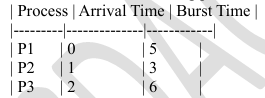 | Process | Arrival Time | Burst Time |
|---------|--------------|------------|
| P1 | 0 | 5 |
| P2 | 1 | 3 |
| P3 | 2 | 6 |